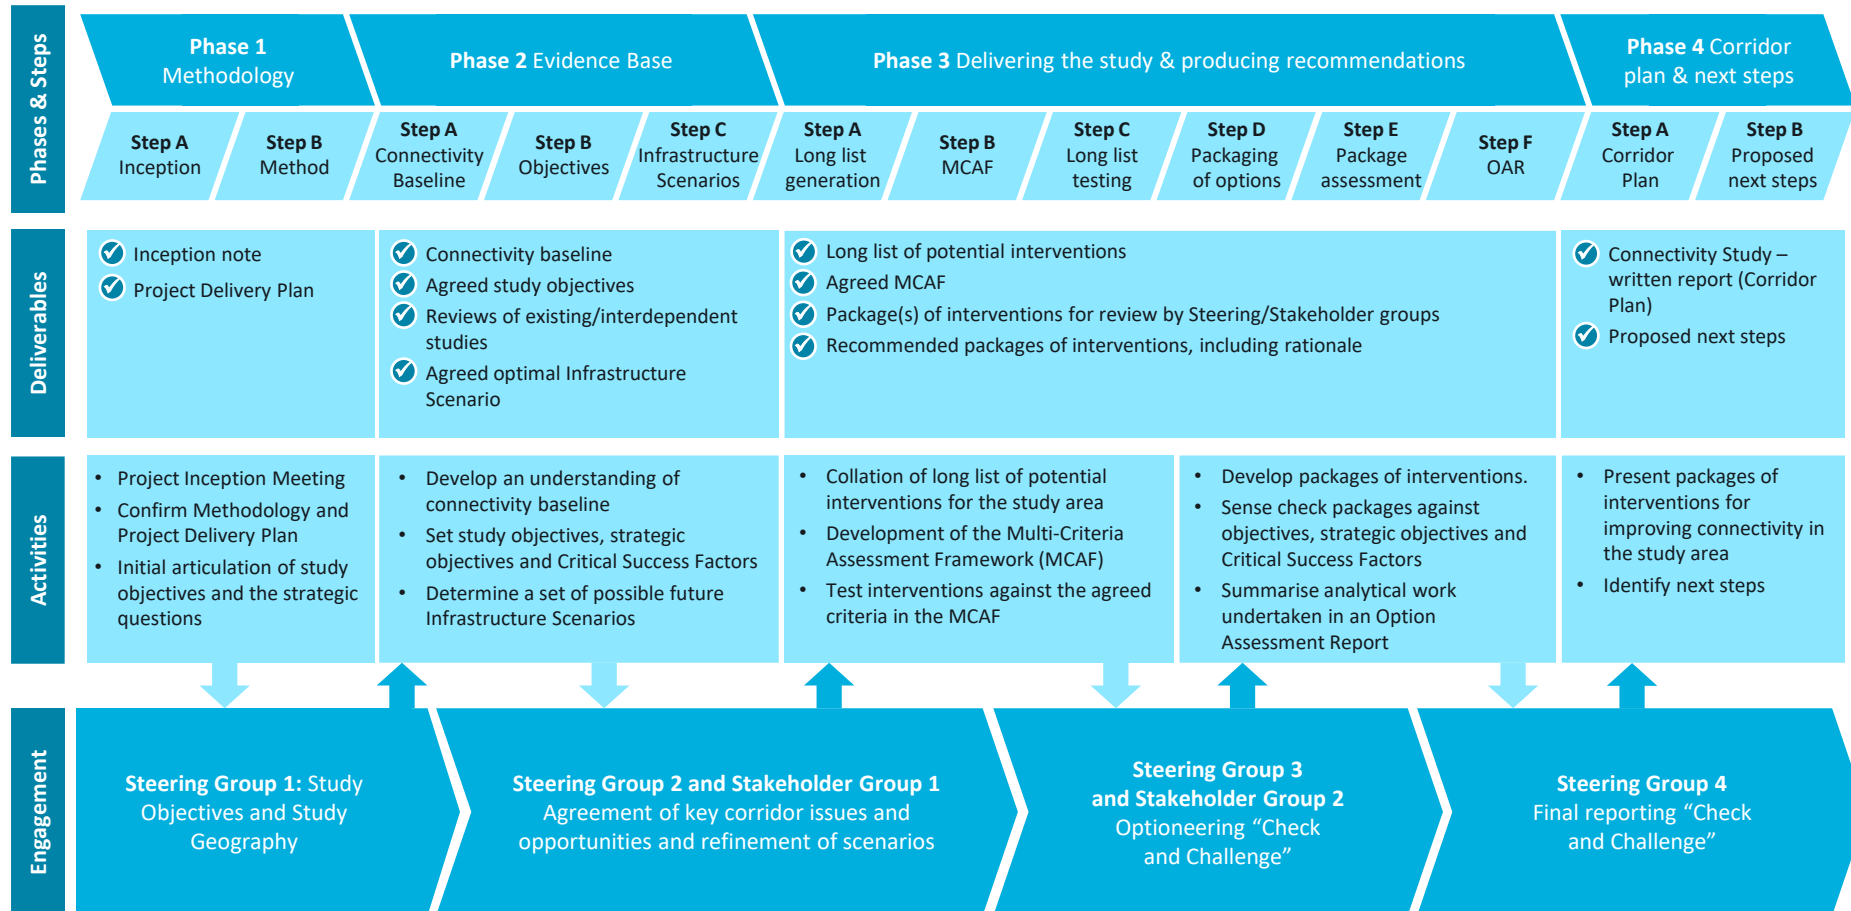 Phases & Steps
Phase 1
Methodology
Phase 2 Evidence Base
Phase 3 Delivering the study & producing recommendations
Phase 4 Corridor
plan & next steps
Step A
Inception
Step B
Method
Step A
Connectivity
Baseline
Step B
Objectives
Step C
Infrastructure
Scenarios
Step A
Long list
generation
Step B
MCAF
Step C
Long list
testing
Step D
Packaging
of options
Step E
Package
assessment
Step F
OAR
Step A
Corridor
Plan
Step B
Proposed
next steps
Deliverables
Inception note
Project Delivery Plan
Connectivity baseline
Agreed study objectives
Reviews of existing/interdependent
studies
Agreed optimal Infrastructure
Scenario
Long list of potential interventions
Agreed MCAF
Package(s) of interventions for review by Steering/Stakeholder groups
Recommended packages of interventions, including rationale
Connectivity Study –
written report (Corridor
Plan)
Proposed next steps
Activities
• Project Inception Meeting
• Confirm Methodology and
Project Delivery Plan
• Initial articulation of study
objectives and the strategic
questions
• Develop an understanding of
connectivity baseline
• Set study objectives, strategic
objectives and Critical Success Factors
• Determine a set of possible future
Infrastructure Scenarios
• Collation of long list of potential
interventions for the study area
• Development of the Multi-Criteria
Assessment Framework (MCAF)
• Test interventions against the agreed
criteria in the MCAF
• Develop packages of interventions.
• Sense check packages against
objectives, strategic objectives and
Critical Success Factors
• Summarise analytical work
undertaken in an Option
Assessment Report
• Present packages of
interventions for
improving connectivity in
the study area
• Identify next steps
Engagement
Steering Group 1: Study
Objectives and Study
Geography
Steering Group 2 and Stakeholder Group 1
Agreement of key corridor issues and
opportunities and refinement of scenarios
Steering Group 3
and Stakeholder Group 2
Optioneering “Check
and Challenge”
Steering Group 4
Final reporting “Check
and Challenge”